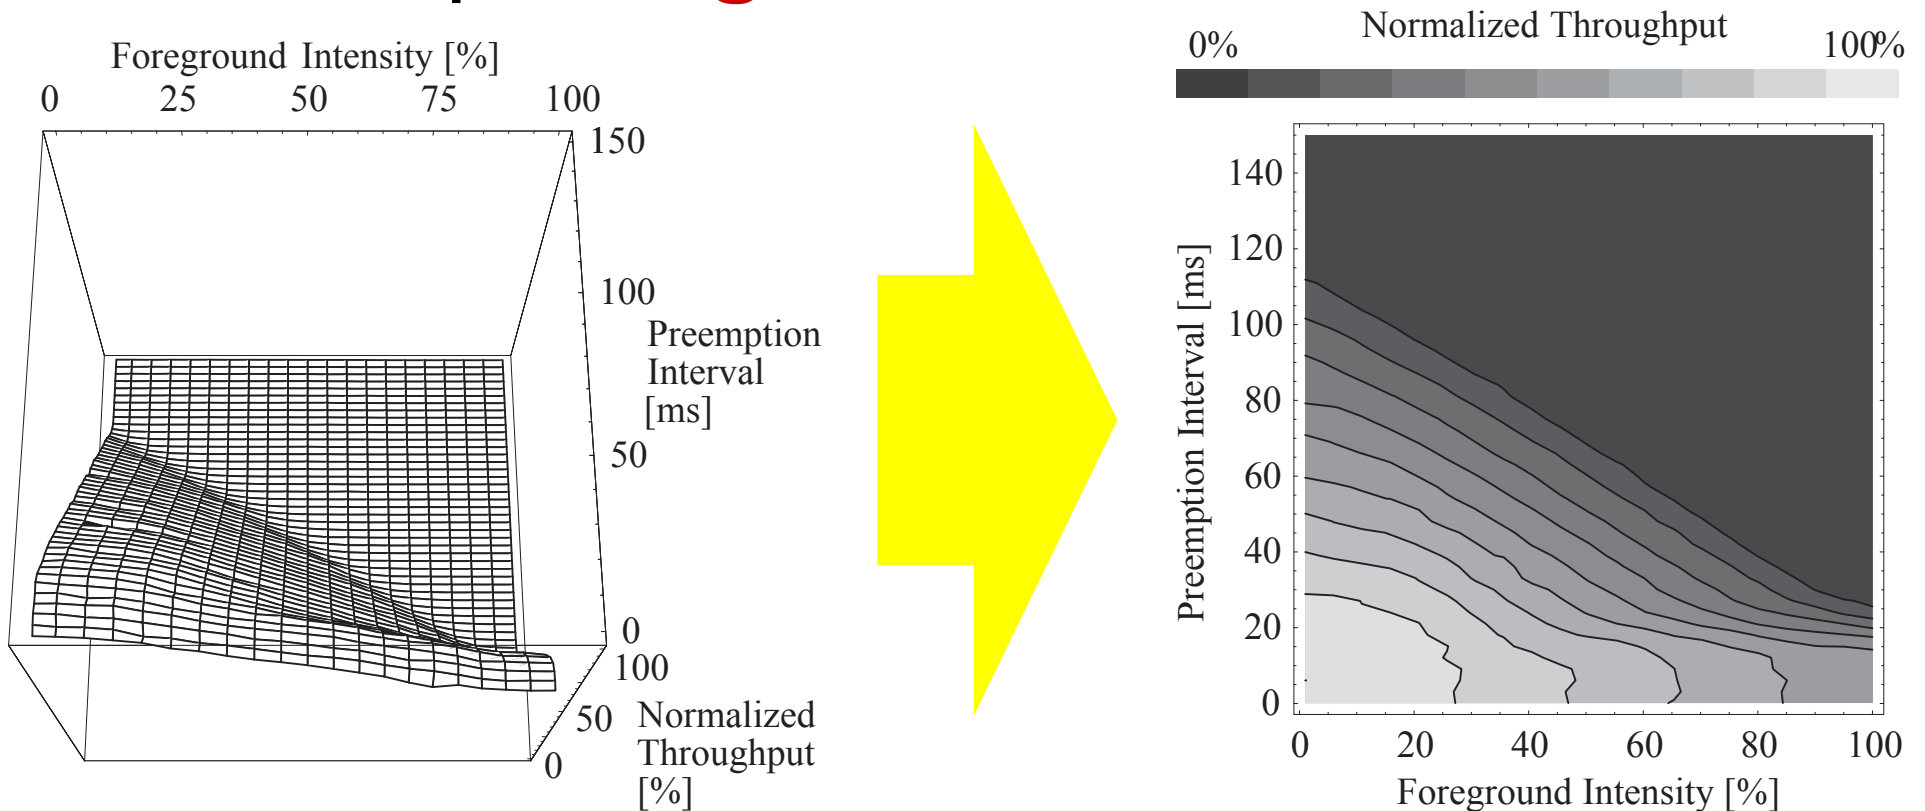 Foreground Intensity [%]
0 25 50 75 100
150
100
Preemption
Interval
[ms]
50
0
100
50
0
Normalized
Throughput
[%]
Normalized Throughput
0% 100%
140
120
100
80
60
40
20
0
Preemption Interval [ms]
0 20 40 60 80 100
Foreground Intensity [%]